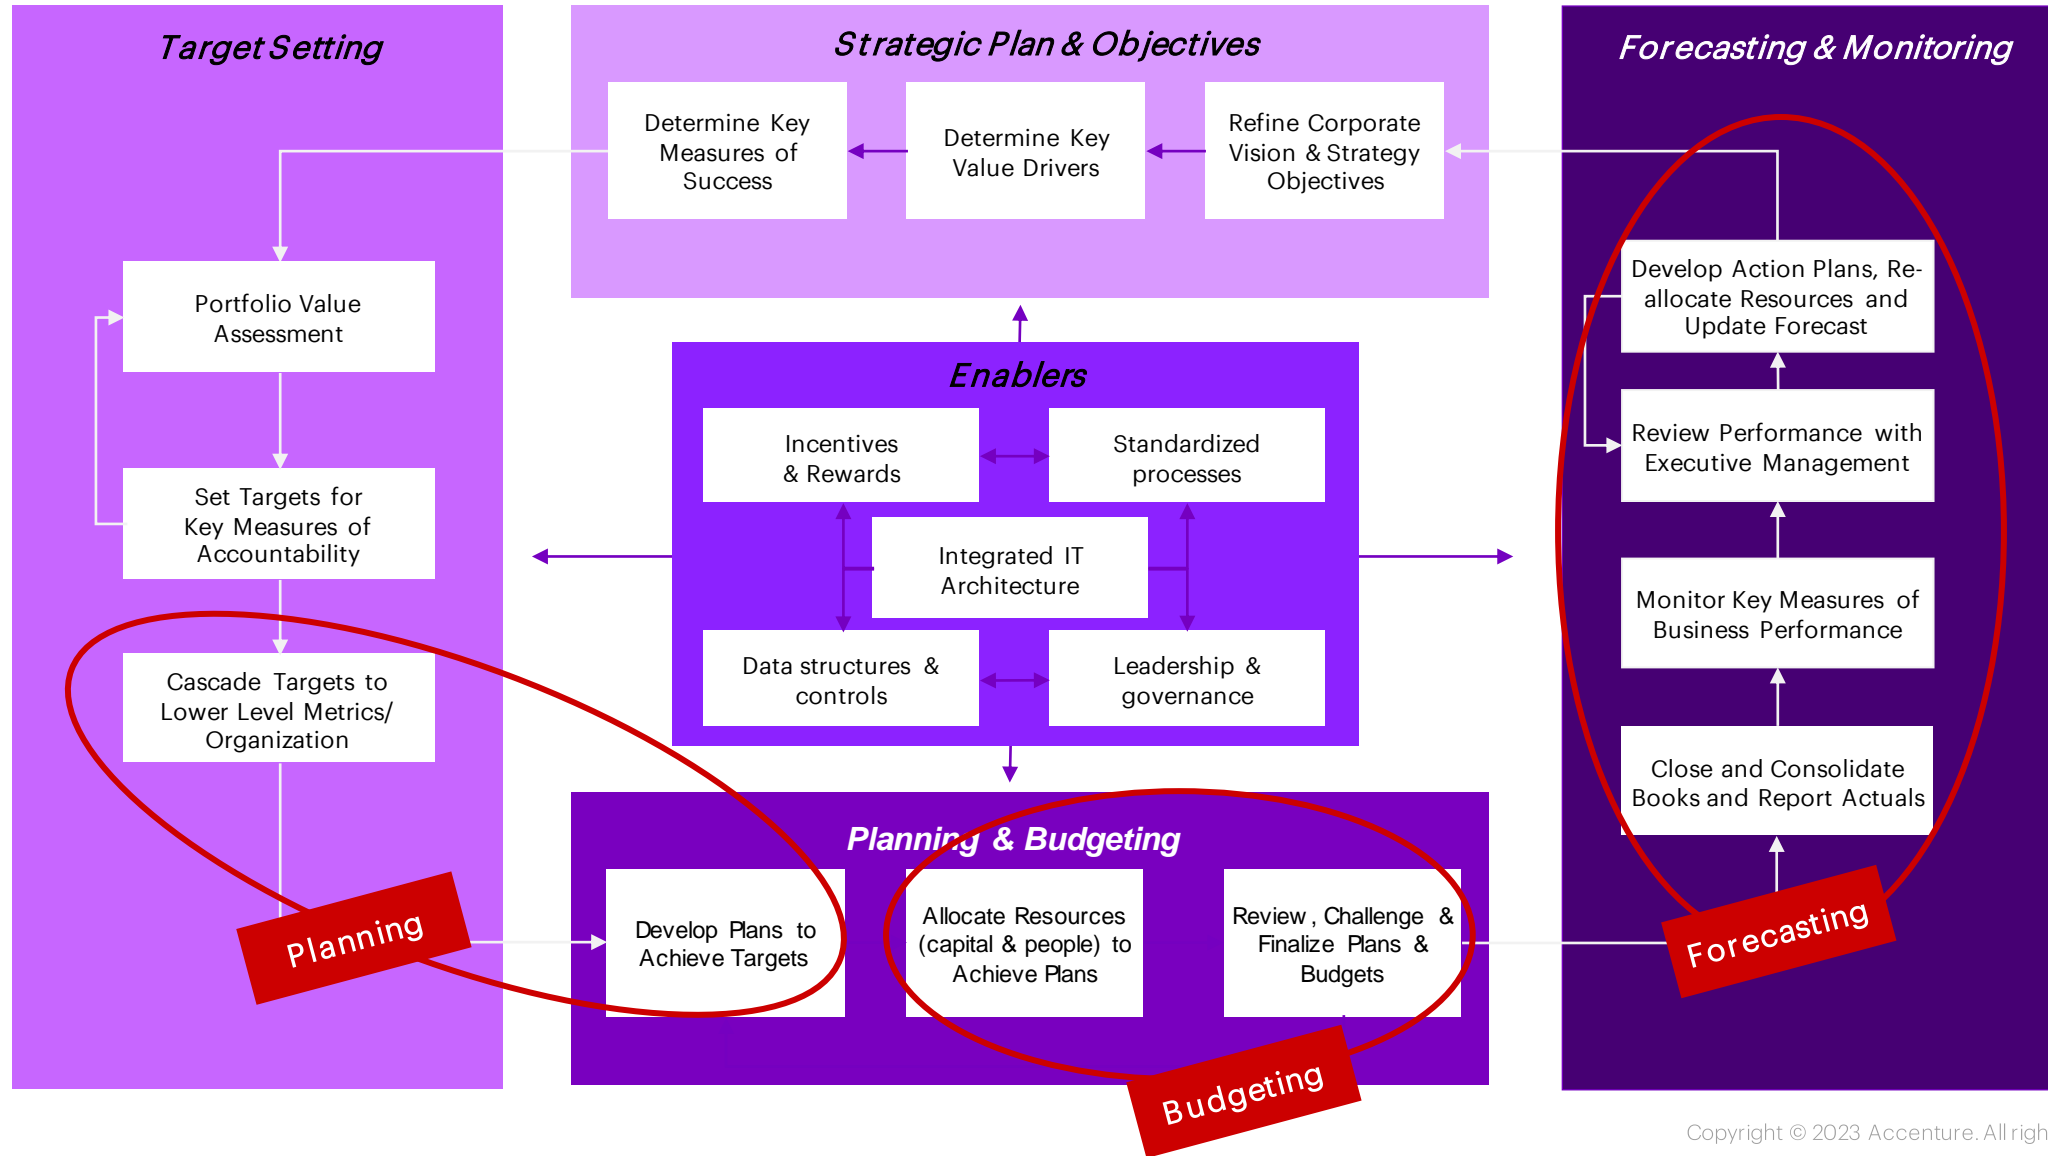 Target Setting
Strategic Plan & Objectives
Forecasting & Monitoring
Determine Key
Measures of
Success
Determine Key
Value Drivers
Refine Corporate
Vision & Strategy
Objectives
Portfolio Value
Assessment
Set Targets for
Key Measures of
Accountability
Cascade Targets to
Lower Level Metrics/
Organization
Enablers
Incentives
& Rewards
Standardized
processes
Integrated IT
Architecture
Data structures &
controls
Leadership &
governance
Develop Action Plans, Re-
allocate Resources and
Update Forecast
Review Performance with
Executive Management
Monitor Key Measures of
Business Performance
Close and Consolidate
Books and Report Actuals
Planning & Budgeting
Develop Plans to
Achieve Targets
Allocate Resources
(capital & people) to
Achieve Plans
Review, Challenge &
Finalize Plans &
Budgets
Planning
Budgeting
Forecasting
Copyright © 2023 Accenture. All righ